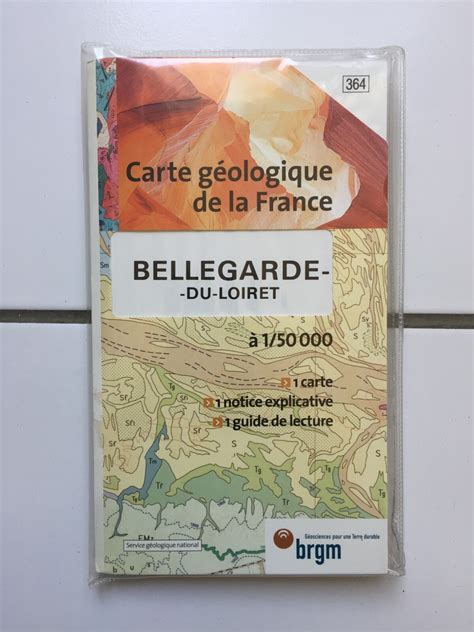 364
Carte géologique
de la France
BELLEGARDE-
-DU-LOIRET
à 1/50 000
1 carte
1 notice explicative
1 guide de lecture
Service géologique national
Géosciences pour une Terre durable
brgm